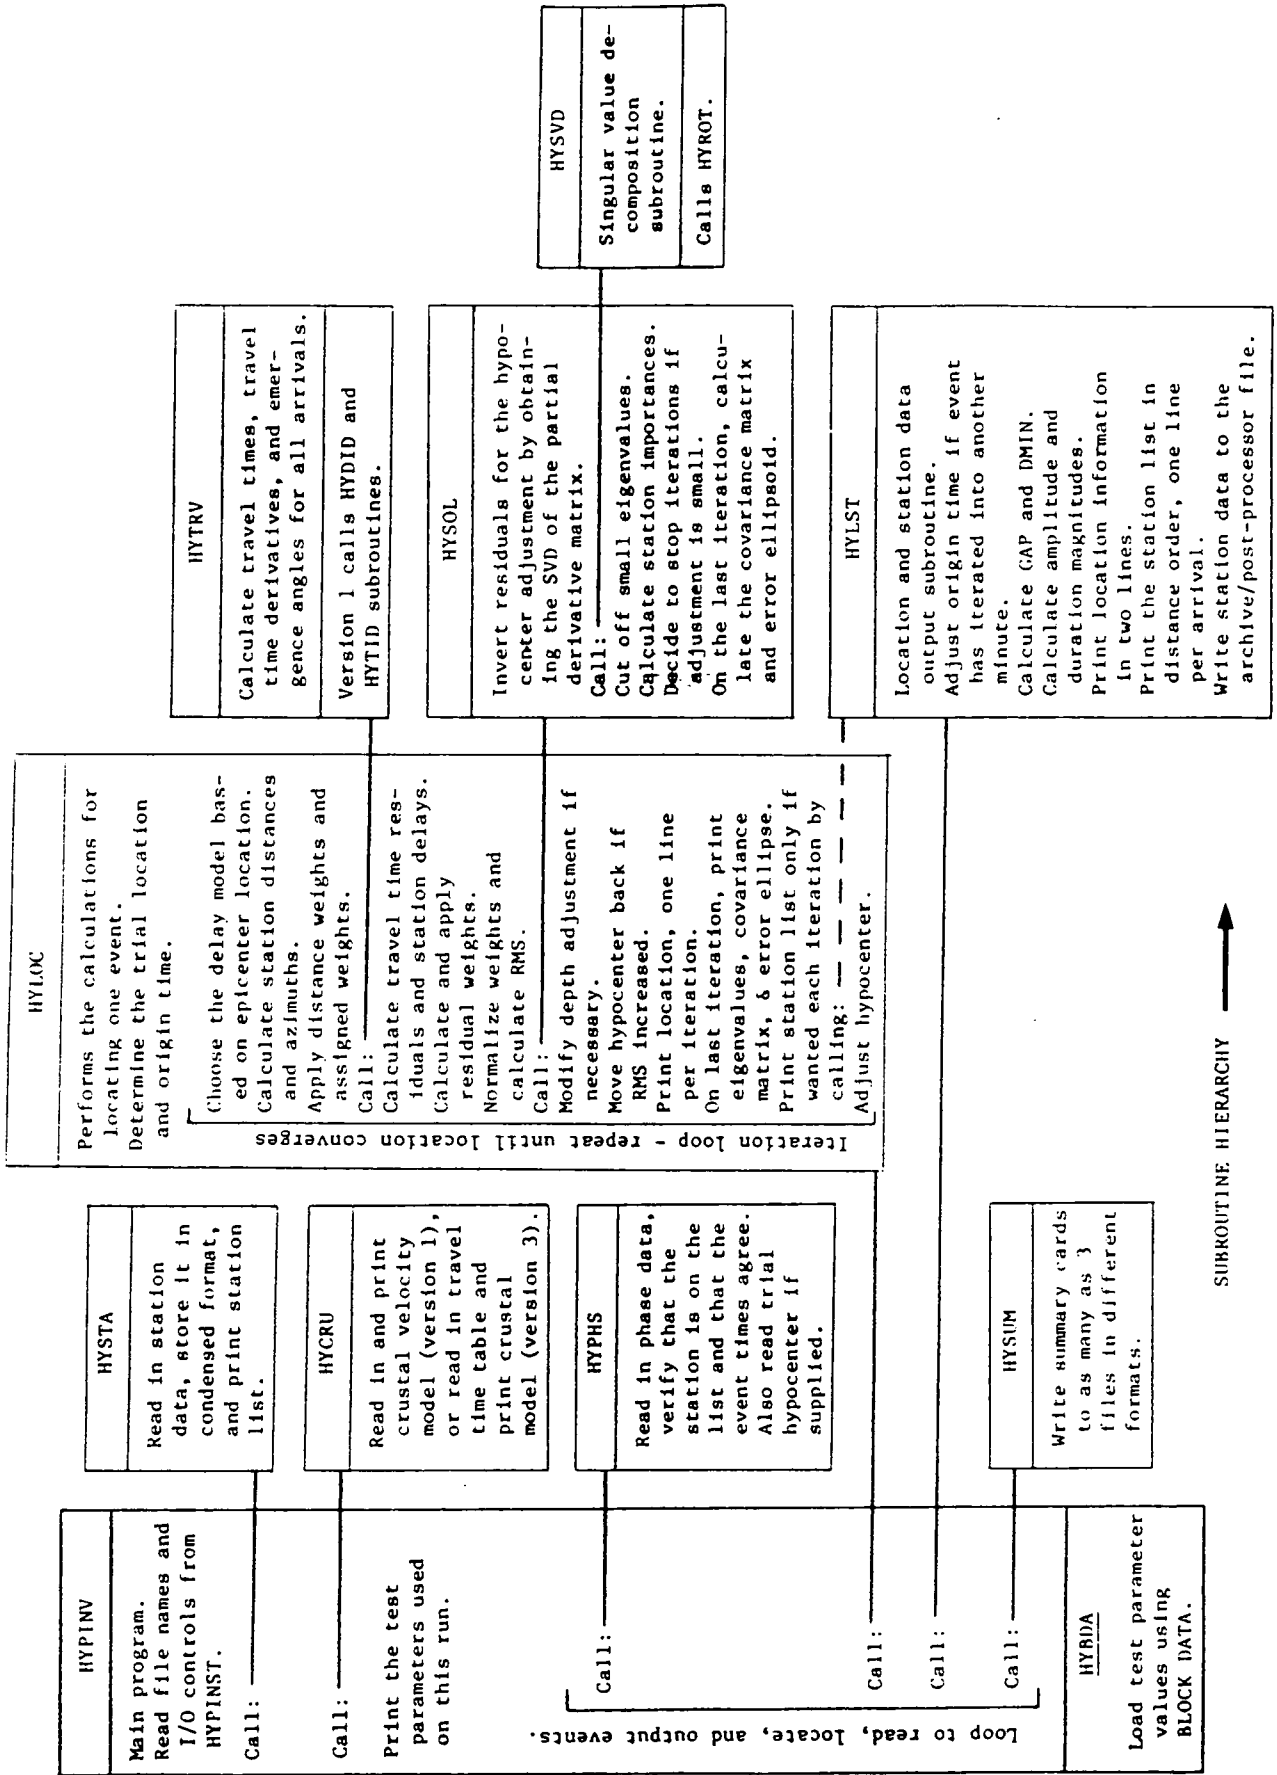 HYPINV
Main program.
Read file names and
I/O controls from
HYPINST.
Call:
Call:
Print the test
parameters used
on this run.
Loop to read, locate, and output events.
Call:
Call:
Call:
Call:
HYBDA
Load test parameter
values using
BLOCK DATA.
HYSTA
Read in station
data, store it in
condensed format,
and print station
list.
HYCRU
Read in and print
crustal velocity
model (version 1),
or read in travel
time table and
print crustal
model (version 3).
HYPHS
Read in phase data,
verify that the
station is on the
list and that the
event times agree.
Also read trial
hypocenter if
supplied.
HYSUM
Write summary cards
to as many as 3
files in different
formats.
HYLOC
Performs the calculations for
locating one event.
Determine the trial location
and origin time.
Iteration loop - repeat until location converges
Choose the delay model bas-
ed on epicenter location.
Calculate station distances
and azimuths.
Apply distance weights and
assigned weights.
Call:
Calculate travel time res-
iduals and station delays.
Calculate and apply
residual weights.
Normalize weights and
calculate RMS.
Call:
Modify depth adjustment if
necessary.
Move hypocenter back if
RMS increased.
Print location, one line
per iteration.
On last iteration, print
eigenvalues, covariance
matrix, & error ellipse.
Print station list only if
wanted each iteration by
calling:
Adjust hypocenter.
HYTRV
Calculate travel times, travel
time derivatives, and emer-
gence angles for all arrivals.
Version 1 calls HYDID and
HYTID subroutines.
HYSOL
Invert residuals for the hypo-
center adjustment by obtain-
ing the SVD of the partial
derivative matrix.
Call:
Cut off small eigenvalues.
Calculate station importances.
Decide to stop iterations if
adjustment is small.
On the last iteration, calcu-
late the covariance matrix
and error ellipsoid.
HYLST
Location and station data
output subroutine.
Adjust origin time if event
has iterated into another
minute.
Calculate GAP and DMIN.
Calculate amplitude and
duration magnitudes.
Print location information
in two lines.
Print the station list in
distance order, one line
per arrival.
Write station data to the
archive/post-processor file.
HYSVD
Singular value de-
composition
subroutine.
Calls HYROT.
SUBROUTINE HIERARCHY